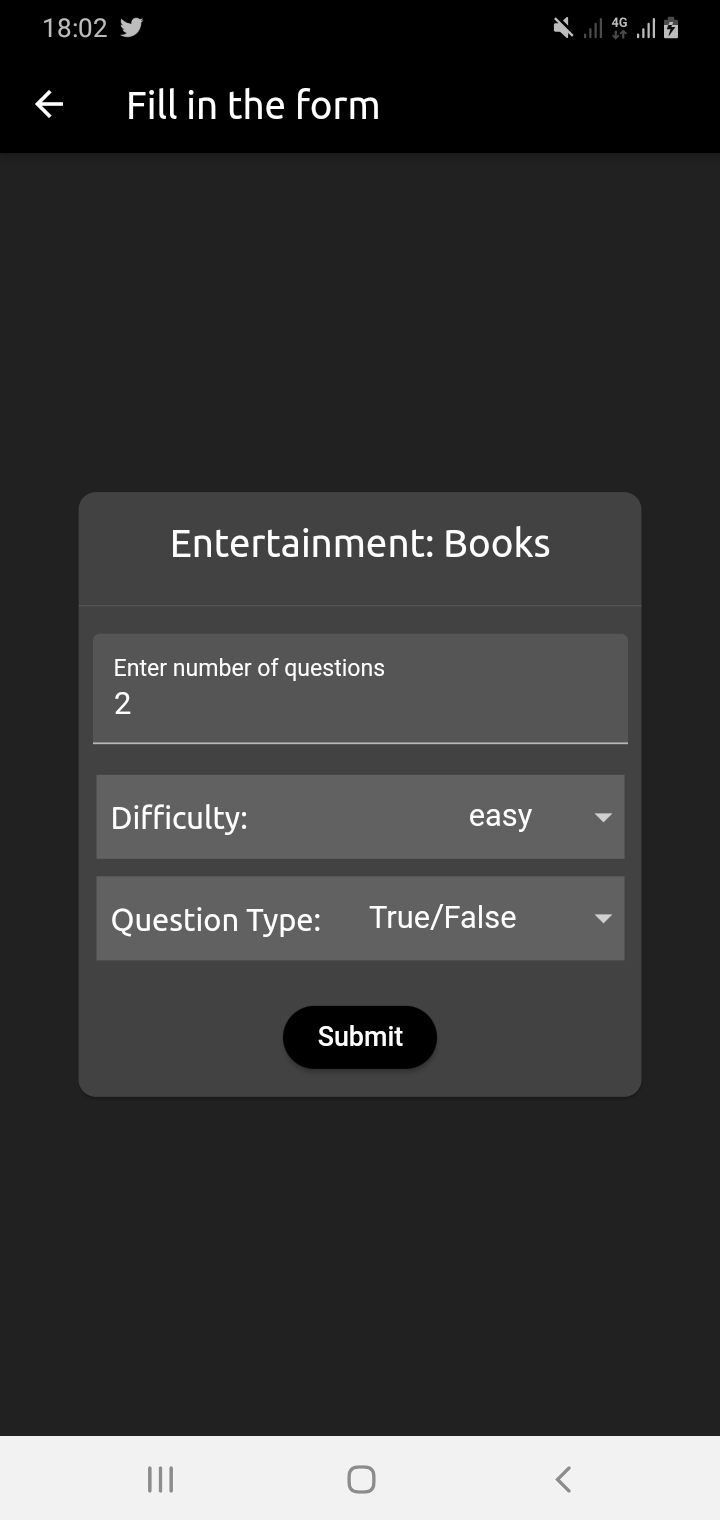 18:02
4G
Fill in the form
Entertainment: Books
Enter number of questions
2
Difficulty: easy
Question Type: True/False
Submit